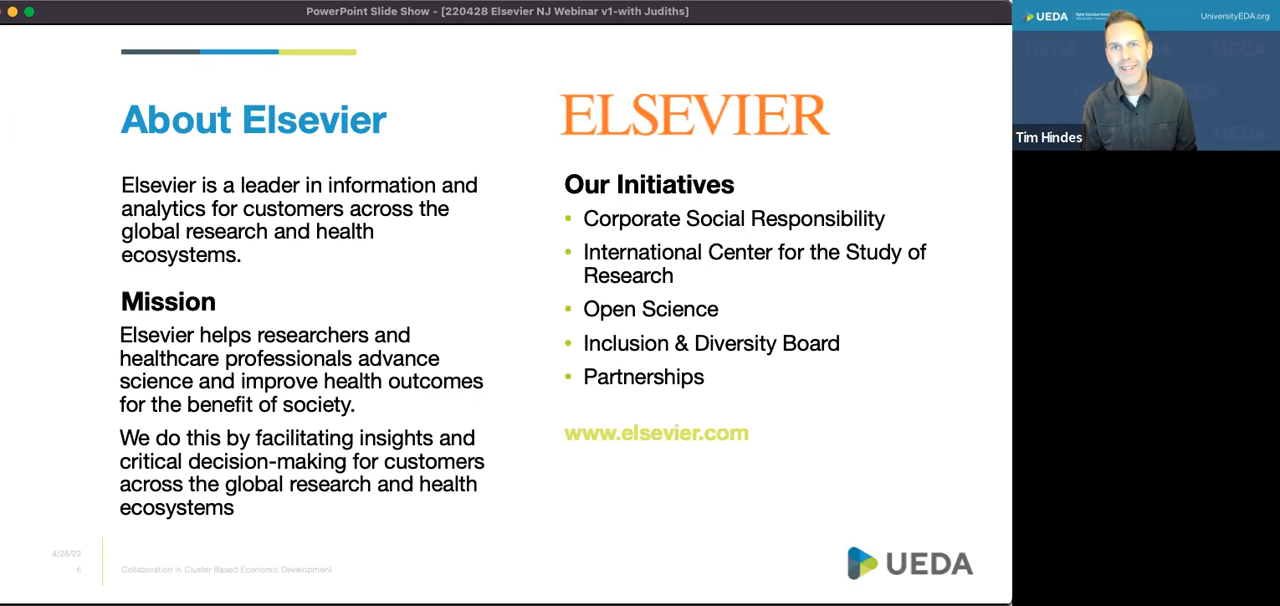 PowerPoint Slide Show - [220428 Elsevier NJ Webinar v1-with Judiths]
About Elsevier
Elsevier is a leader in information and
analytics for customers across the
global research and health
ecosystems.
Mission
Elsevier helps researchers and
healthcare professionals advance
science and improve health outcomes
for the benefit of society.
We do this by facilitating insights and
critical decision-making for customers
across the global research and health
ecosystems
ELSEVIER
Our Initiatives
• Corporate Social Responsibility
• International Center for the Study of
Research
• Open Science
• Inclusion & Diversity Board
• Partnerships
www.elsevier.com
4/28/22
6
Collaboration in Cluster Based Economic Development
UEDA
UEDA
UniversityEDA.org
Tim Hindes